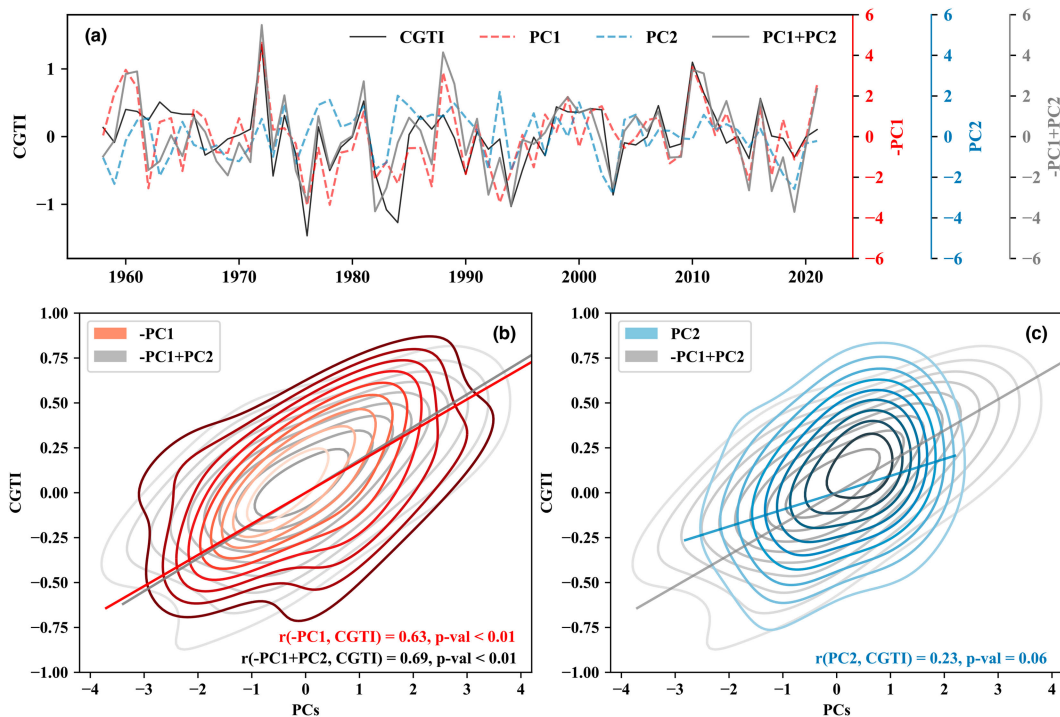 (a)
CGTI PC1 PC2 PC1+PC2
CGTI
1
0
−1
1960 1970 1980 1990 2000 2010 2020
6
4
2
0
−2
−4
−6
-PC1
6
4
2
0
−2
−4
−6
PC2
6
4
2
0
−2
−4
−6
-PC1+PC2
(b)
-PC1
-PC1+PC2
CGTI
1.00
0.75
0.50
0.25
0.00
−0.25
−0.50
−0.75
−1.00
r(-PC1, CGTI) = 0.63, p-val < 0.01
r(-PC1+PC2, CGTI) = 0.69, p-val < 0.01
−4 −3 −2 −1 0 1 2 3 4
PCs
(c)
PC2
-PC1+PC2
CGTI
1.00
0.75
0.50
0.25
0.00
−0.25
−0.50
−0.75
−1.00
r(PC2, CGTI) = 0.23, p-val = 0.06
−4 −3 −2 −1 0 1 2 3 4
PCs